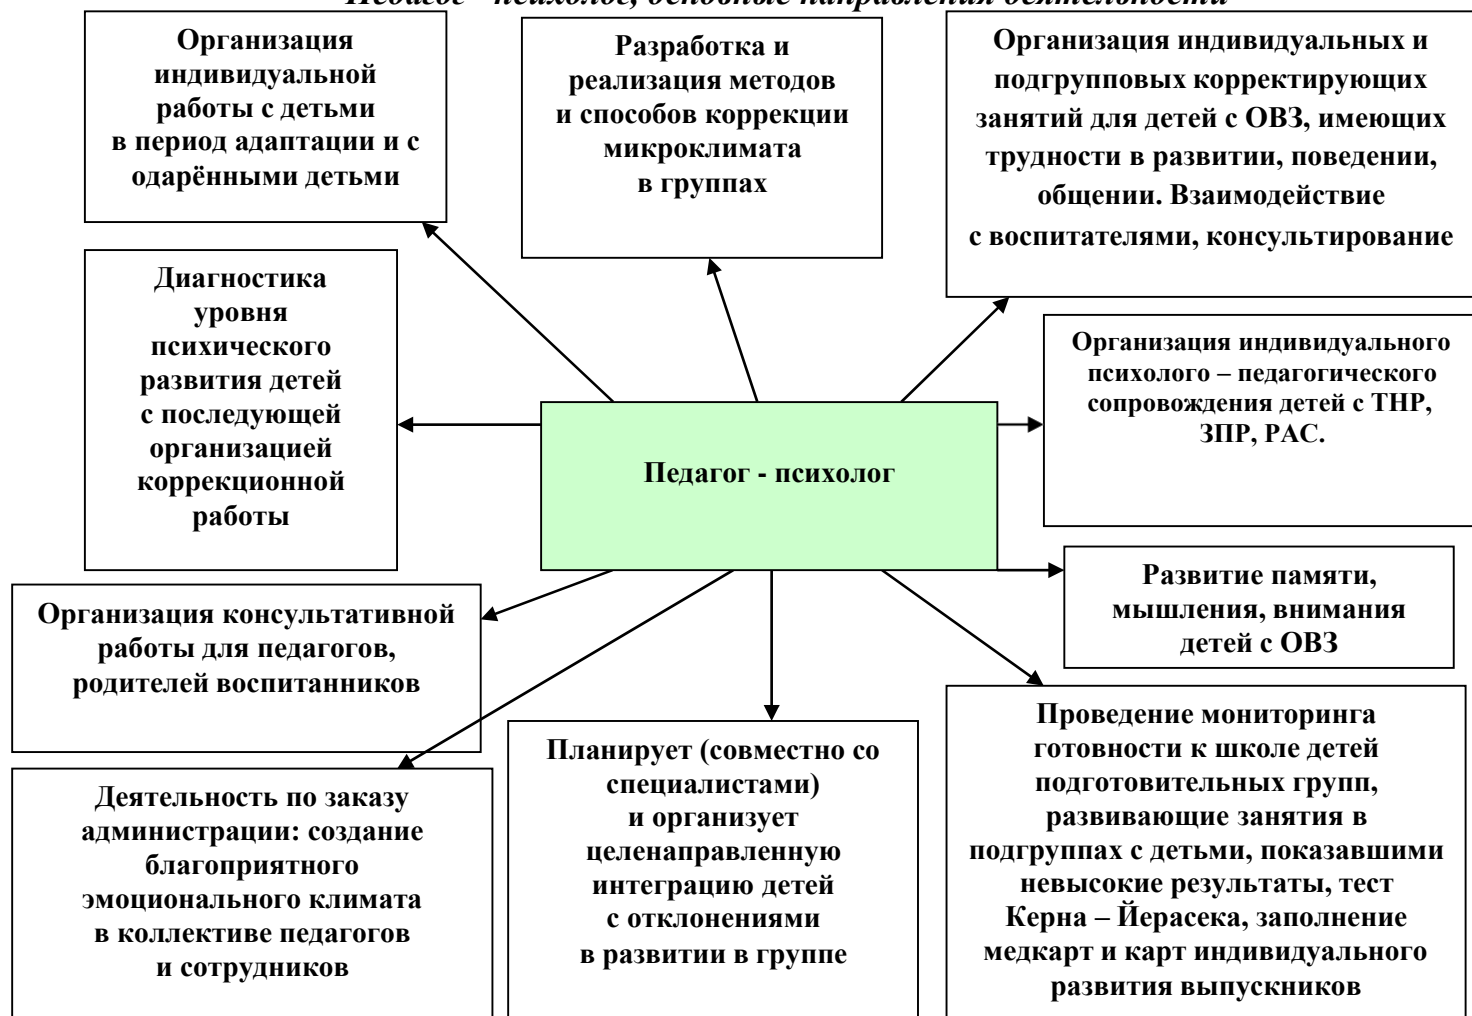 Педагог - психолог, основные направления деятельности
Организация
индивидуальной
работы с детьми
в период адаптации и с
одарёнными детьми
Разработка и
реализация методов
и способов коррекции
микроклимата
в группах
Организация индивидуальных и
подгрупповых корректирующих
занятий для детей с ОВЗ, имеющих
трудности в развитии, поведении,
общении. Взаимодействие
с воспитателями, консультирование
Диагностика
уровня
психического
развития детей
с последующей
организацией
коррекционной
работы
Организация индивидуального
психолого – педагогического
сопровождения детей с ТНР,
ЗПР, РАС.
Педагог - психолог
Развитие памяти,
мышления, внимания
детей с ОВЗ
Организация консультативной
работы для педагогов,
родителей воспитанников
Деятельность по заказу
администрации: создание
благоприятного
эмоционального климата
в коллективе педагогов
и сотрудников
Планирует (совместно со
специалистами)
и организует
целенаправленную
интеграцию детей
с отклонениями
в развитии в группе
Проведение мониторинга
готовности к школе детей
подготовительных групп,
развивающие занятия в
подгруппах с детьми, показавшими
невысокие результаты, тест
Керна – Йерасека, заполнение
медкарт и карт индивидуального
развития выпускников